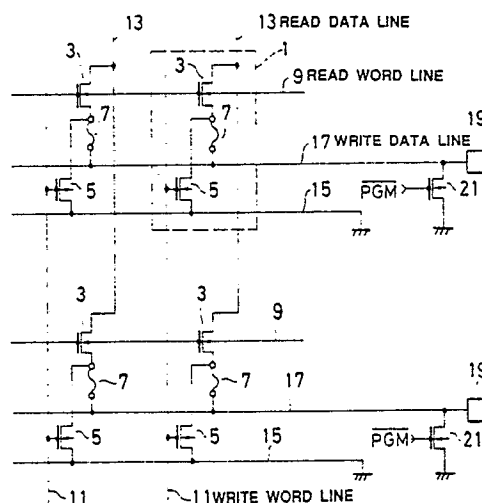 13 13 READ DATA LINE
3 3 1
9 READ WORD LINE
7 7 19
17 WRITE DATA LINE
5 5 PGM 21
15
3 3 9
7 7 17 19
5 5 15 PGM 21
11 11 WRITE WORD LINE